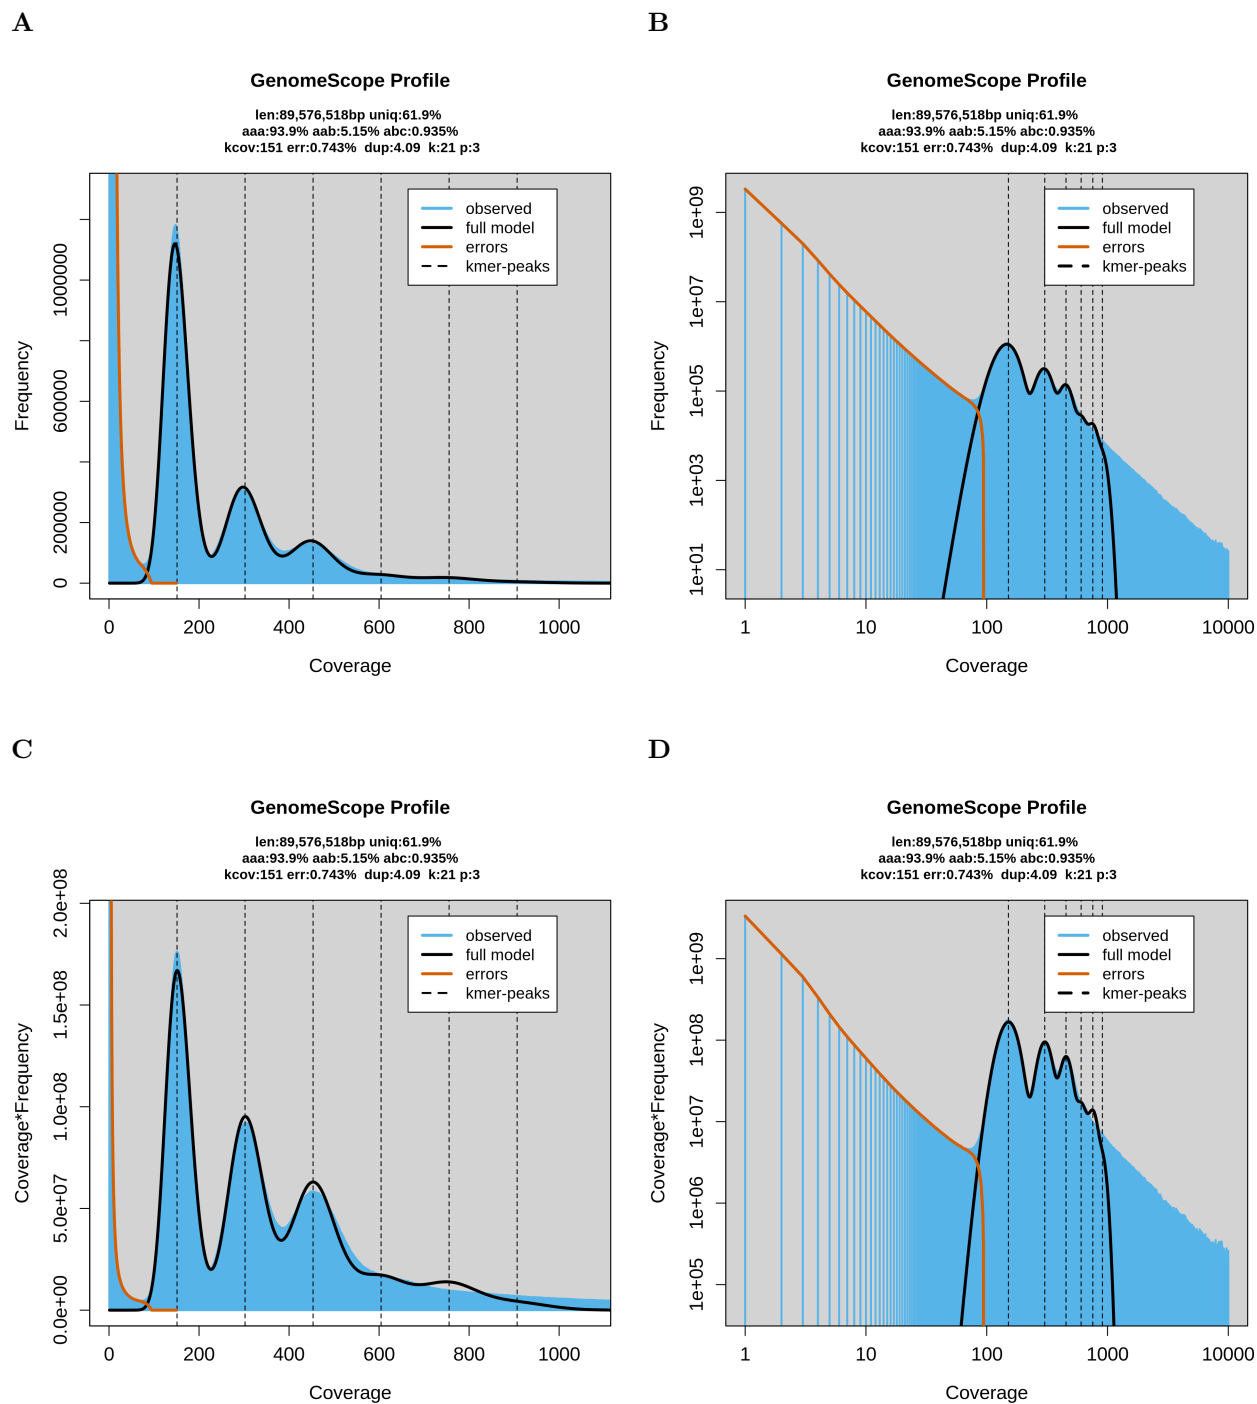 A
GenomeScope Profile
len:89,576,518bp uniq:61.9%
aaa:93.9% aab:5.15% abc:0.935%
kcov:151 err:0.743% dup:4.09 k:21 p:3
observed
full model
errors
kmer-peaks
Frequency
0
200000
600000
1000000
0 200 400 600 800 1000
Coverage
B
GenomeScope Profile
len:89,576,518bp uniq:61.9%
aaa:93.9% aab:5.15% abc:0.935%
kcov:151 err:0.743% dup:4.09 k:21 p:3
observed
full model
errors
kmer-peaks
Frequency
1e+01
1e+03
1e+05
1e+07
1e+09
1 10 100 1000 10000
Coverage
C
GenomeScope Profile
len:89,576,518bp uniq:61.9%
aaa:93.9% aab:5.15% abc:0.935%
kcov:151 err:0.743% dup:4.09 k:21 p:3
observed
full model
errors
kmer-peaks
Coverage*Frequency
0.0e+00
5.0e+07
1.0e+08
1.5e+08
2.0e+08
0 200 400 600 800 1000
Coverage
D
GenomeScope Profile
len:89,576,518bp uniq:61.9%
aaa:93.9% aab:5.15% abc:0.935%
kcov:151 err:0.743% dup:4.09 k:21 p:3
observed
full model
errors
kmer-peaks
Coverage*Frequency
1e+05
1e+06
1e+07
1e+08
1e+09
1 10 100 1000 10000
Coverage